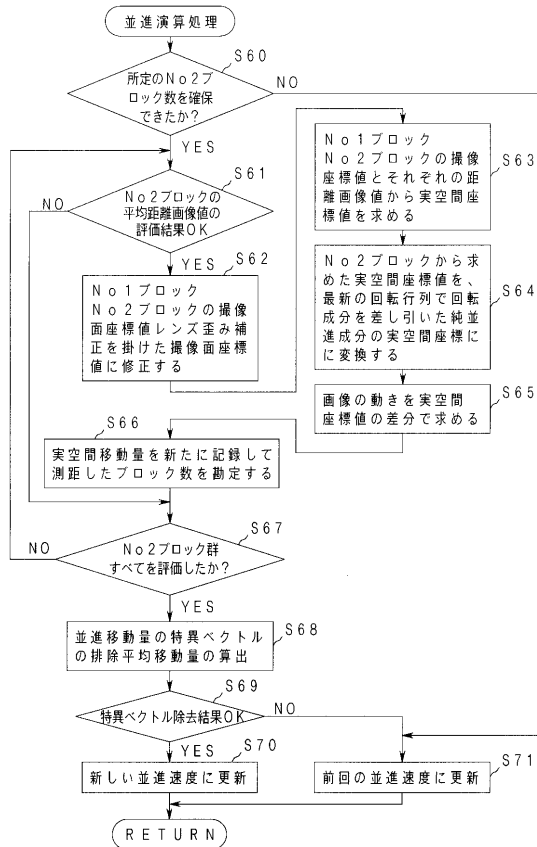 並進演算処理
S60
所定のNo2ブ
ロック数を確保
できたか?
NO
YES
S61
No2ブロックの
平均距離画像値の
評価結果OK
NO
YES
S62
No1ブロック
No2ブロックの撮像
面座標値レンズ歪み補
正を掛けた撮像面座標
値に修正する
No1ブロック
No2ブロックの撮像
座標値とそれぞれの距
離画像値から実空間座
標値を求める
S63
No2ブロックから求
めた実空間座標値を、
最新の回転行列で回転
成分を差し引いた純並
進成分の実空間座標に
に変換する
S64
画像の動きを実空間
座標値の差分で求める
S65
S66
実空間移動量を新たに記録して
測距したブロック数を勘定する
S67
No2ブロック群
すべてを評価したか?
NO
YES
S68
並進移動量の特異ベクトル
の排除平均移動量の算出
S69
特異ベクトル除去結果OK
NO
YES
S70
新しい並進速度に更新
前回の並進速度に更新
S71
RETURN